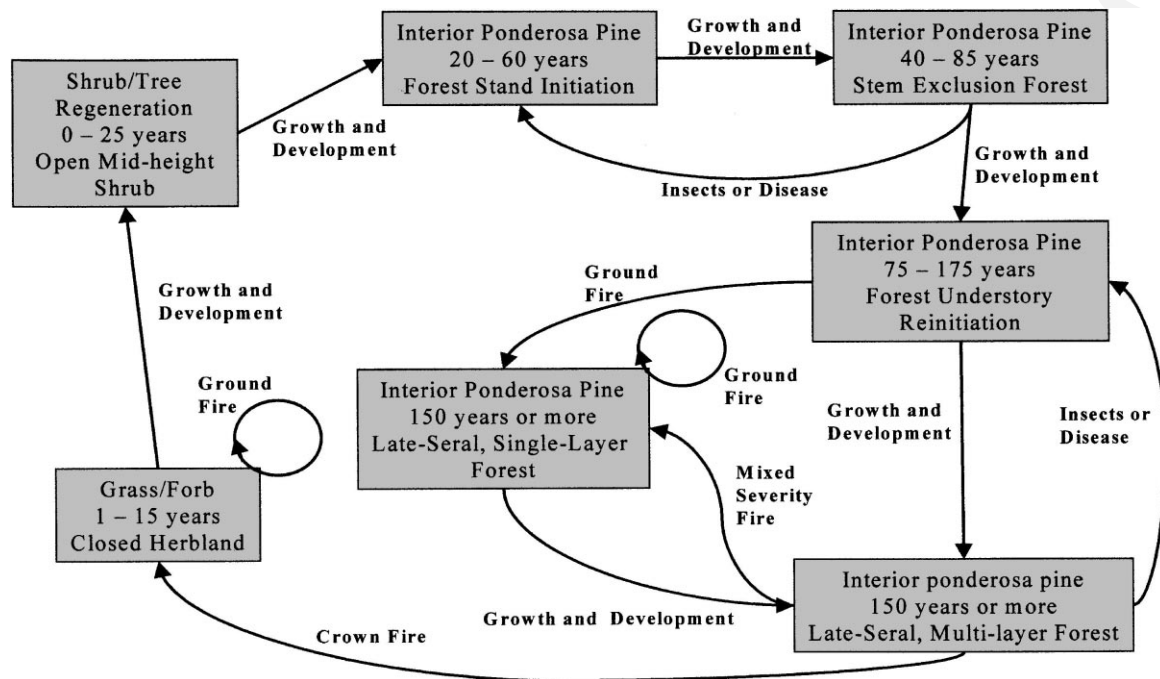 Shrub/Tree
Regeneration
0 – 25 years
Open Mid-height
Shrub
Growth and
Development
Interior Ponderosa Pine
20 – 60 years
Forest Stand Initiation
Growth and
Development
Interior Ponderosa Pine
40 – 85 years
Stem Exclusion Forest
Insects or Disease
Growth and
Development
Interior Ponderosa Pine
75 – 175 years
Forest Understory
Reinitiation
Ground
Fire
Ground
Fire
Interior Ponderosa Pine
150 years or more
Late-Seral, Single-Layer
Forest
Growth and
Development
Insects or
Disease
Mixed
Severity
Fire
Growth and
Development
Ground
Fire
Grass/Forb
1 – 15 years
Closed Herbland
Growth and Development
Interior ponderosa pine
150 years or more
Late-Seral, Multi-layer Forest
Crown Fire